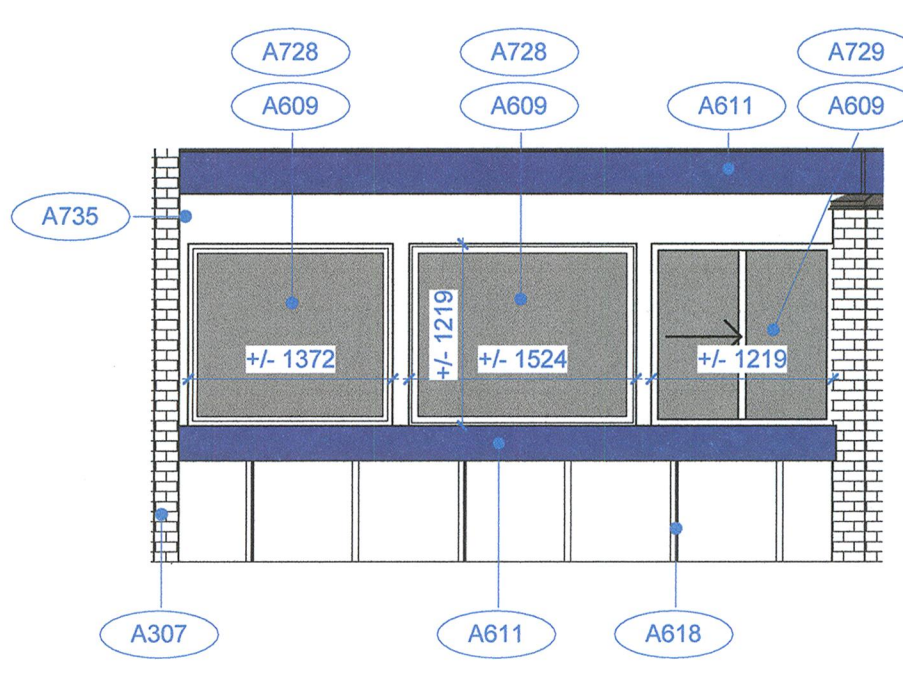 A728
A728
A729
A609
A609
A611
A609
A735
+/- 1219
+/- 1372
+/- 1524
+/- 1219
A307
A611
A618